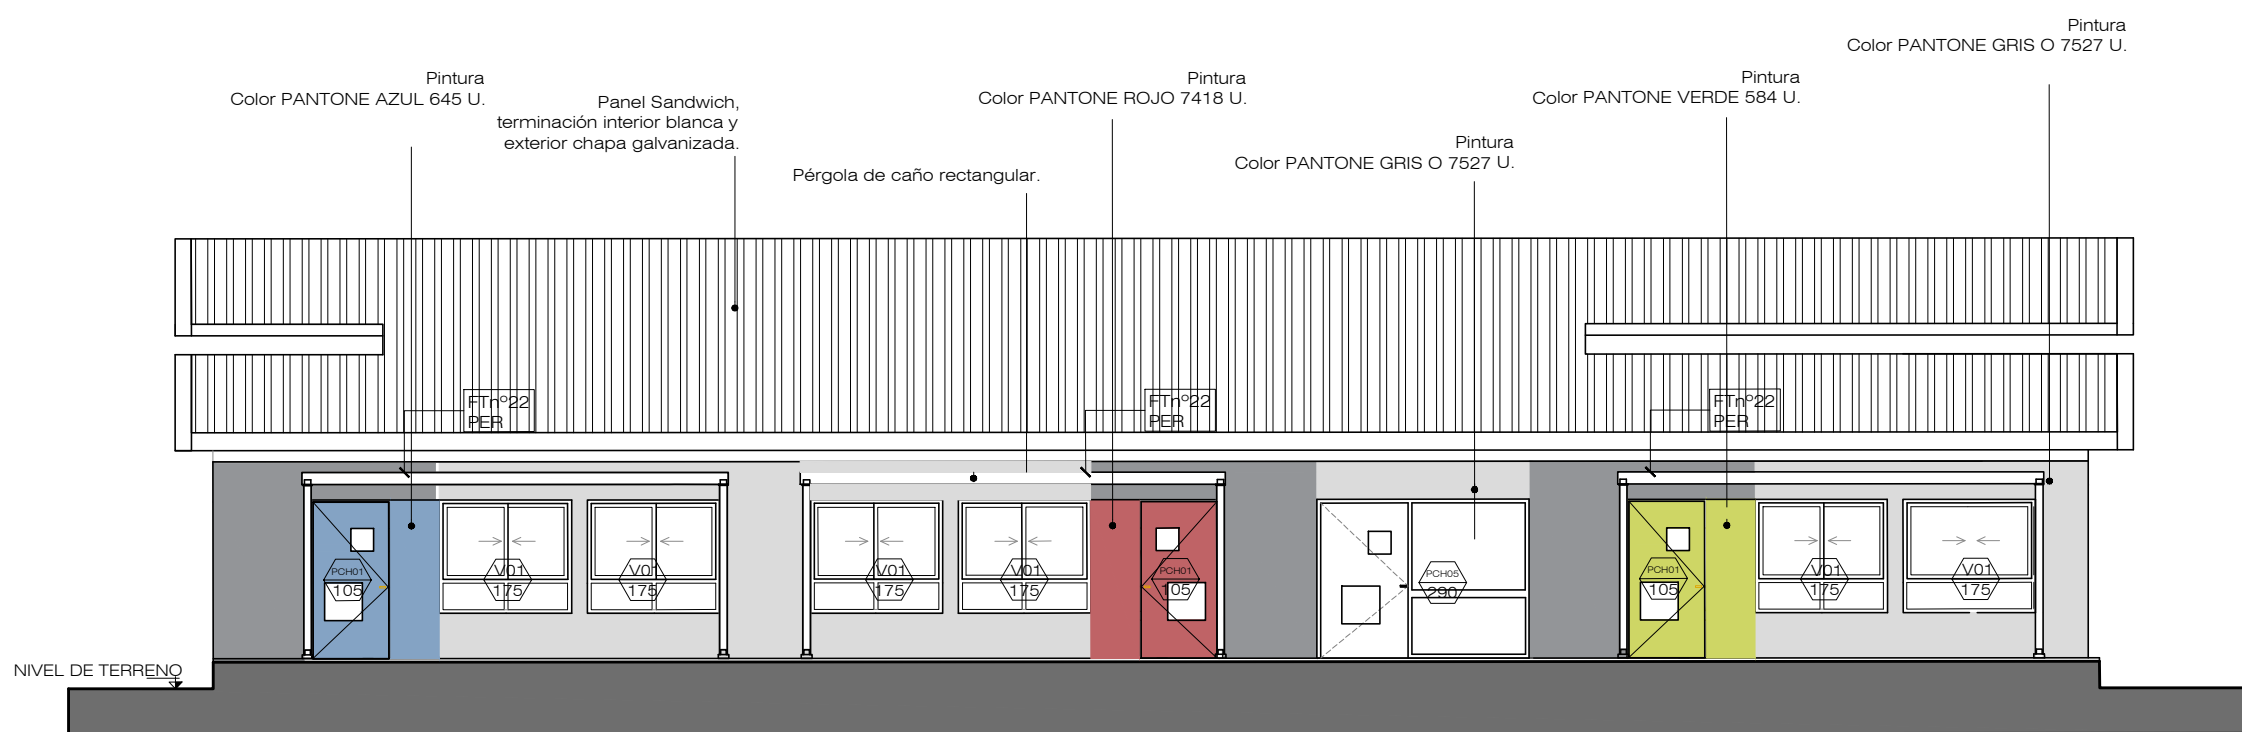 Pintura
Color PANTONE GRIS O 7527 U.
Pintura
Color PANTONE AZUL 645 U.
Panel Sandwich,
terminación interior blanca y
exterior chapa galvanizada.
Pintura
Color PANTONE ROJO 7418 U.
Pintura
Color PANTONE VERDE 584 U.
Pintura
Color PANTONE GRIS O 7527 U.
Pérgola de caño rectangular.
FTnº22
PER
FTnº22
PER
FTnº22
PER
PCH01
105
V01
175
V01
175
V01
175
V01
175
PCH01
105
PCH05
290
PCH01
105
V01
175
V01
175
NIVEL DE TERRENO